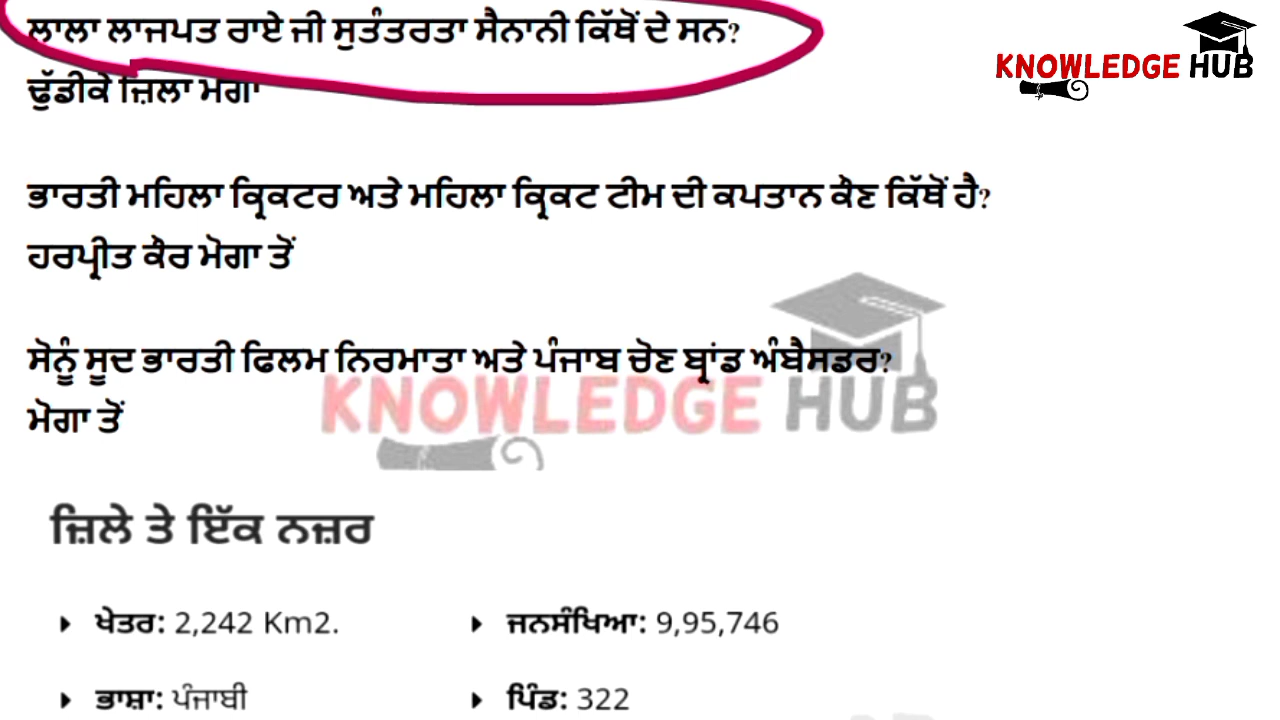 ਲਾਲਾ ਲਾਜਪਤ ਰਾਏ ਜੀ ਸੁਤੰਤਰਤਾ ਸੈਨਾਨੀ ਕਿੱਥੋਂ ਦੇ ਸਨ?
ਢੁੱਡੀਕੇ ਜ਼ਿਲਾ ਮੋਗਾ
KNOWLEDGE HUB
ਭਾਰਤੀ ਮਹਿਲਾ ਕ੍ਰਿਕਟਰ ਅਤੇ ਮਹਿਲਾ ਕ੍ਰਿਕਟ ਟੀਮ ਦੀ ਕਪਤਾਨ ਕੌਣ ਕਿੱਥੋਂ ਹੈ?
ਹਰਪ੍ਰੀਤ ਕੌਰ ਮੋਗਾ ਤੋਂ
ਸੋਨੂੰ ਸੂਦ ਭਾਰਤੀ ਫਿਲਮ ਨਿਰਮਾਤਾ ਅਤੇ ਪੰਜਾਬ ਚੋਣ ਬ੍ਰਾਂਡ ਅੰਬੈਸਡਰ?
ਮੋਗਾ ਤੋਂ
KNOWLEDGE HUB
ਜ਼ਿਲੇ ਤੇ ਇੱਕ ਨਜ਼ਰ
ਖੇਤਰ: 2,242 Km2.
ਜਨਸੰਖਿਆ: 9,95,746
ਭਾਸ਼ਾ: ਪੰਜਾਬੀ
ਪਿੰਡ: 322